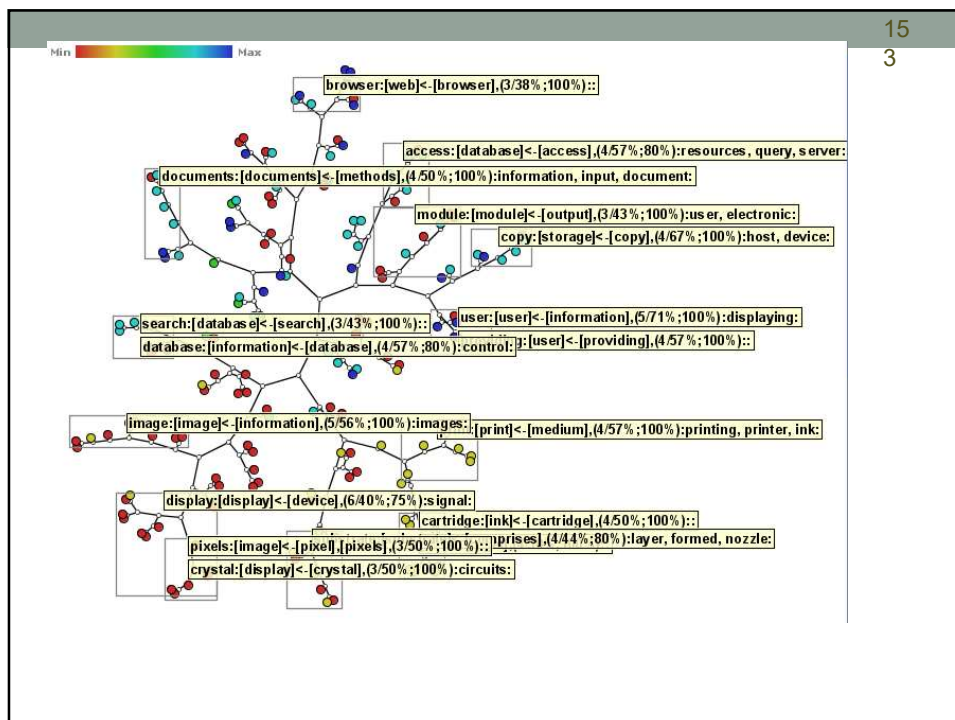 15
3
Min Max
browser:[web]<-[browser],(3/38%;100%)::
access:[database]<-[access],(4/57%;80%):resources, query, server:
documents:[documents]<-[methods],(4/50%;100%):information, input, document:
module:[module]<-[output],(3/43%;100%):user, electronic:
copy:[storage]<-[copy],(4/67%;100%):host, device:
search:[database]<-[search],(3/43%;100%)::
user:[user]<-[information],(5/71%;100%):displaying:
database:[information]<-[database],(4/57%;80%):control:
:[user]<-[providing],(4/57%;100%)::
image:[image]<-[information],(5/56%;100%):images:
:[print]<-[medium],(4/57%;100%):printing, printer, ink:
display:[display]<-[device],(6/40%;75%):signal:
cartridge:[ink]<-[cartridge],(4/50%;100%)::
,(4/44%;80%):layer, formed, nozzle:
pixels:[image]<-[pixel],[pixels],(3/50%;100%)::
crystal:[display]<-[crystal],(3/50%;100%):circuits: